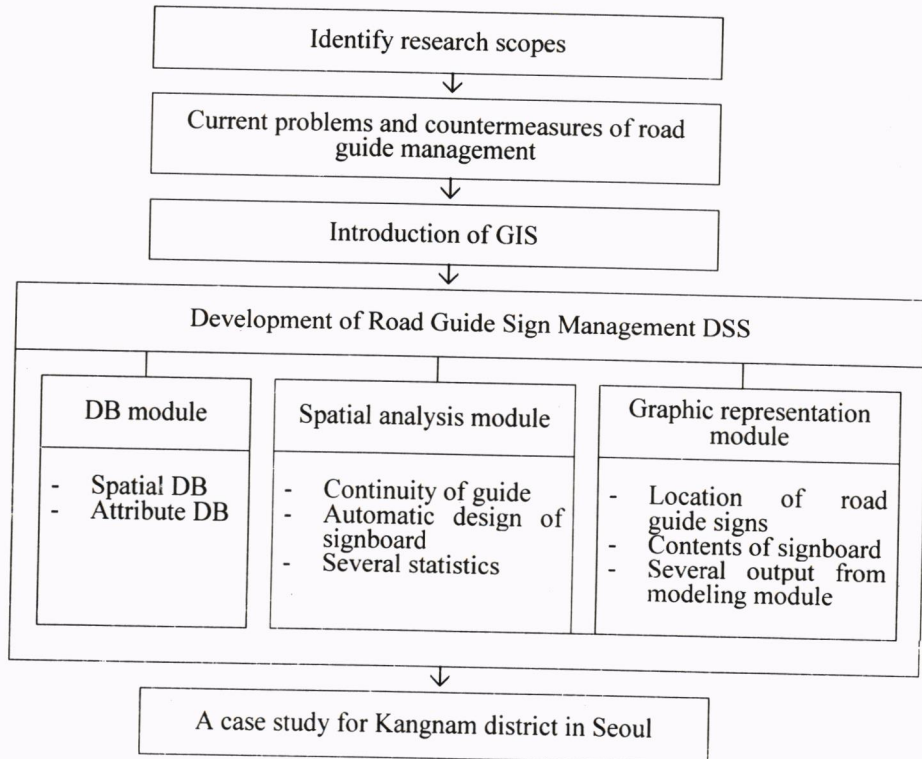 Identify research scopes
Current problems and countermeasures of road
guide management
Introduction of GIS
Development of Road Guide Sign Management DSS
DB module
- Spatial DB
- Attribute DB
Spatial analysis module
- Continuity of guide
- Automatic design of
signboard
- Several statistics
Graphic representation
module
- Location of road
guide signs
- Contents of signboard
- Several output from
modeling module
A case study for Kangnam district in Seoul